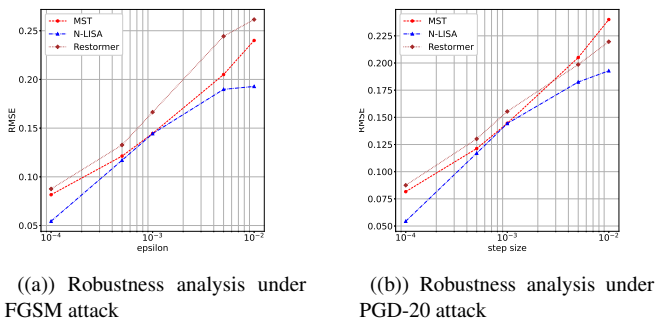 MST
N-LISA
Restormer
0.25
0.20
0.15
0.10
0.05
RMSE
10⁻⁴
10⁻³
10⁻²
epsilon
((a)) Robustness analysis under
FGSM attack
MST
N-LISA
Restormer
0.225
0.200
0.175
0.150
0.125
0.100
0.075
0.050
RMSE
10⁻⁴
10⁻³
10⁻²
step size
((b)) Robustness analysis under
PGD-20 attack